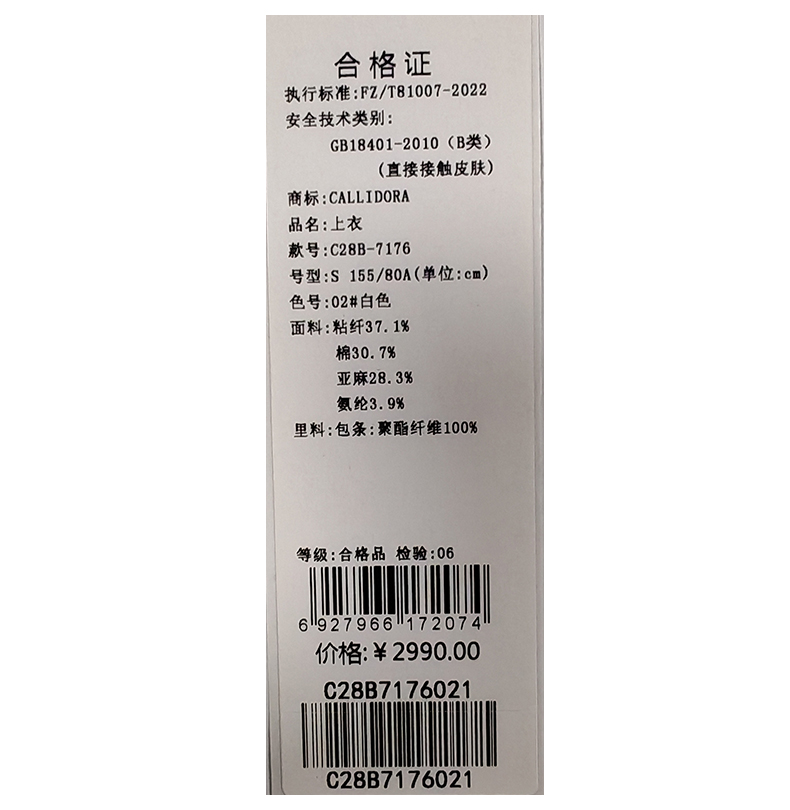 合格证
执行标准:FZ/T81007-2022
安全技术类别:
GB18401-2010（B类）
(直接接触皮肤)
商标:CALLIDORA
品名:上衣
款号:C28B-7176
号型:S 155/80A(单位:cm)
色号:02#白色
面料:粘纤37.1%
棉30.7%
亚麻28.3%
氨纶3.9%
里料:包条:聚酯纤维100%
等级:合格品 检验:06
6 927966 172074
价格:￥2990.00
C28B7176021
C28B7176021